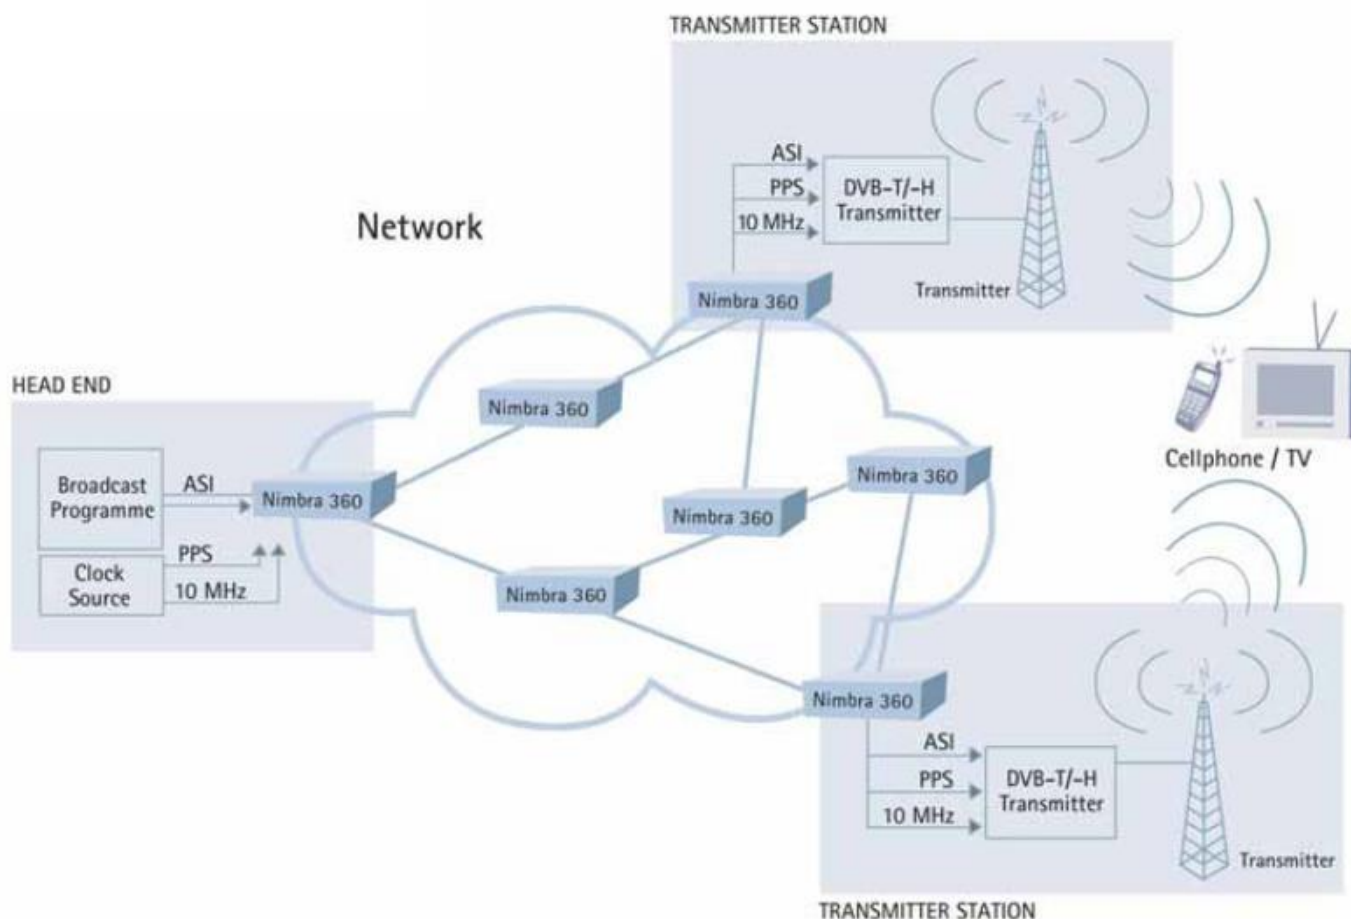 TRANSMITTER STATION
ASI
PPS
10 MHz
DVB-T/-H
Transmitter
Transmitter
Network
Nimbra 360
HEAD END
Nimbra 360
Broadcast
Programme
ASI
Nimbra 360
PPS
10 MHz
Clock
Source
Nimbra 360
Nimbra 360
Nimbra 360
Cellphone / TV
Nimbra 360
ASI
PPS
10 MHz
DVB-T/-H
Transmitter
Transmitter
TRANSMITTER STATION